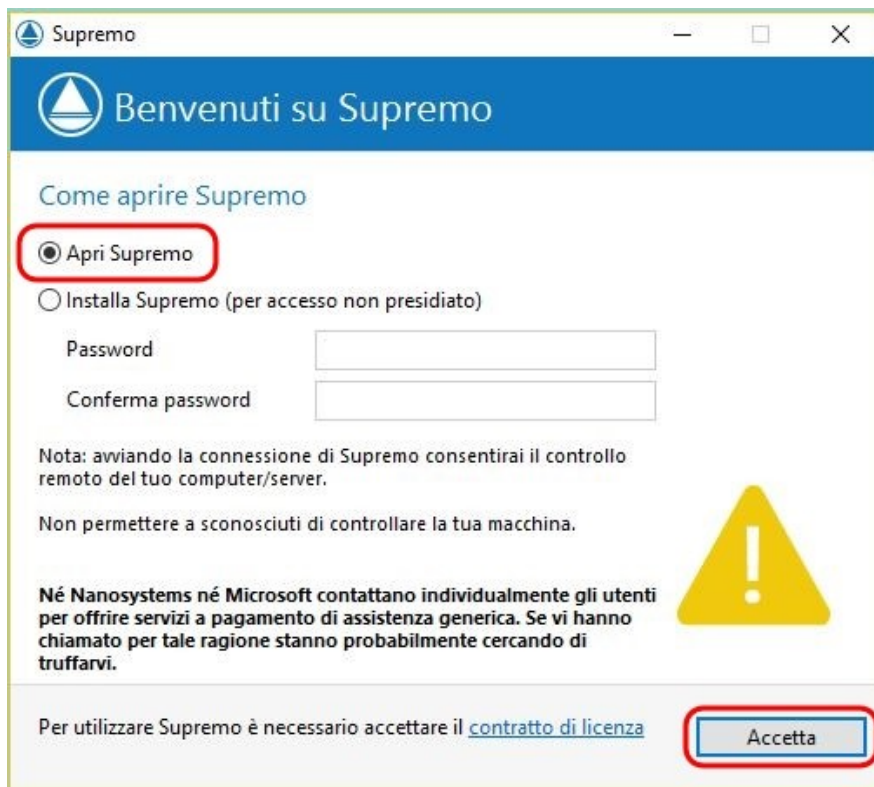 Supremo
Benvenuti su Supremo
Come aprire Supremo
Apri Supremo
Installa Supremo (per accesso non presidiato)
Password
Conferma password
Nota: avviando la connessione di Supremo consentirai il controllo
remoto del tuo computer/server.
Non permettere a sconosciuti di controllare la tua macchina.
Né Nanosystems né Microsoft contattano individualmente gli utenti
per offrire servizi a pagamento di assistenza generica. Se vi hanno
chiamato per tale ragione stanno probabilmente cercando di
truffarvi.
Per utilizzare Supremo è necessario accettare il contratto di licenza
Accetta